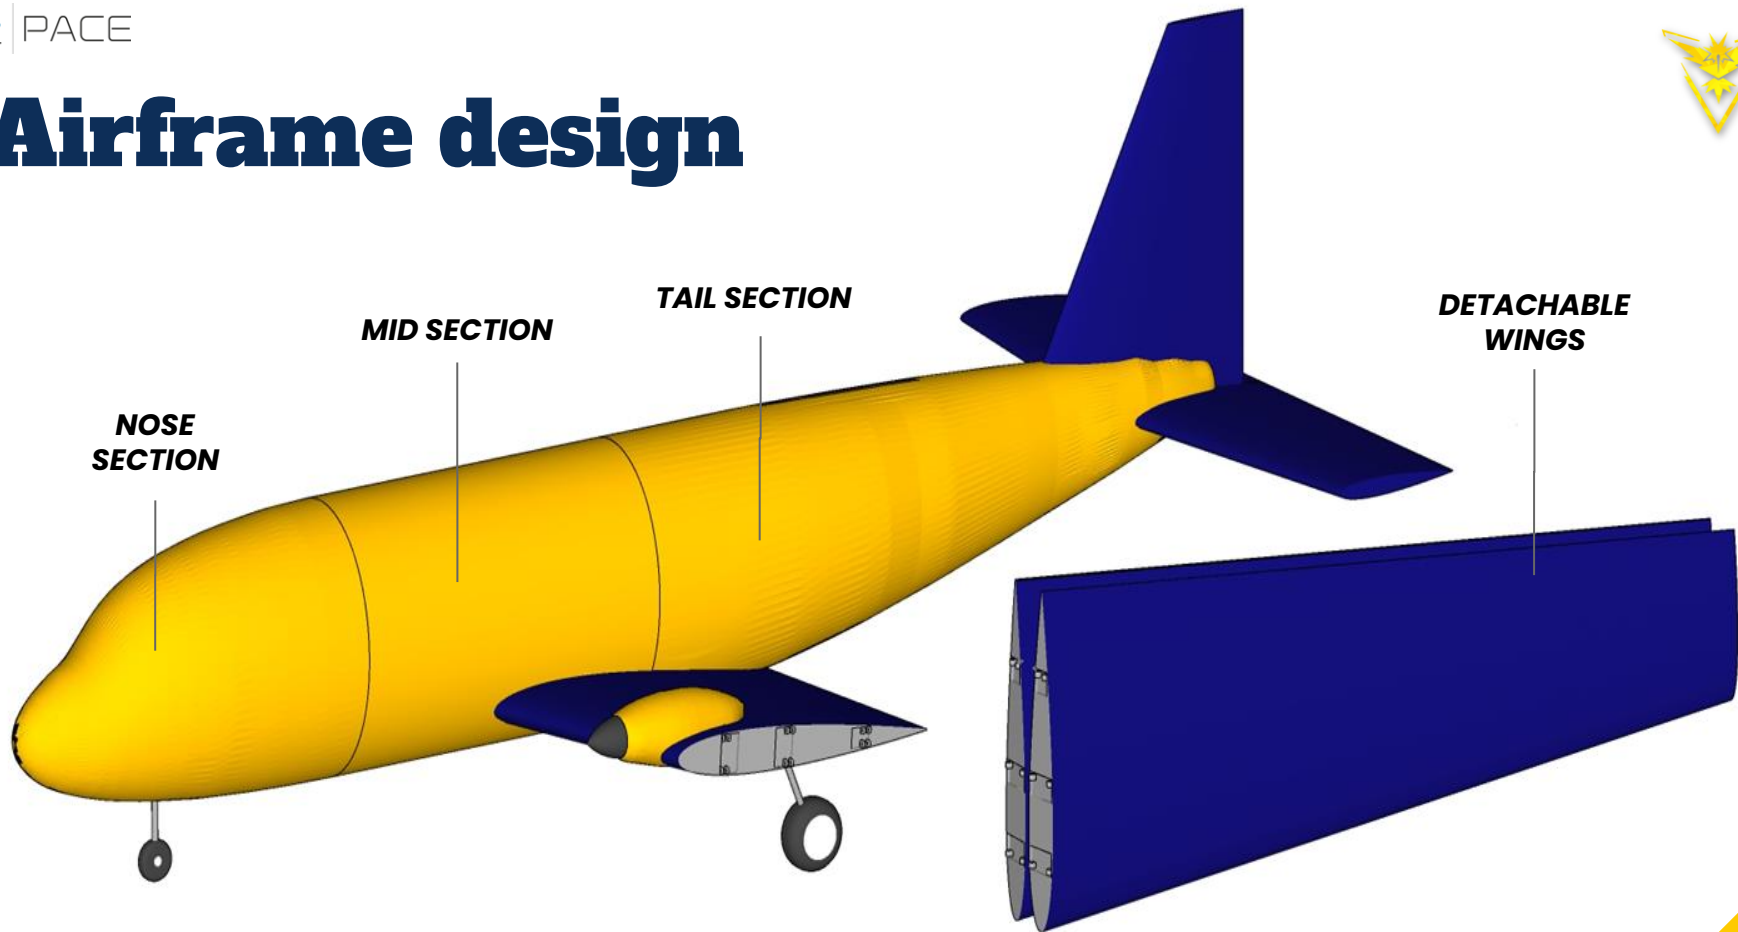 PACE
Airframe design
TAIL SECTION
MID SECTION
DETACHABLE
WINGS
NOSE
SECTION